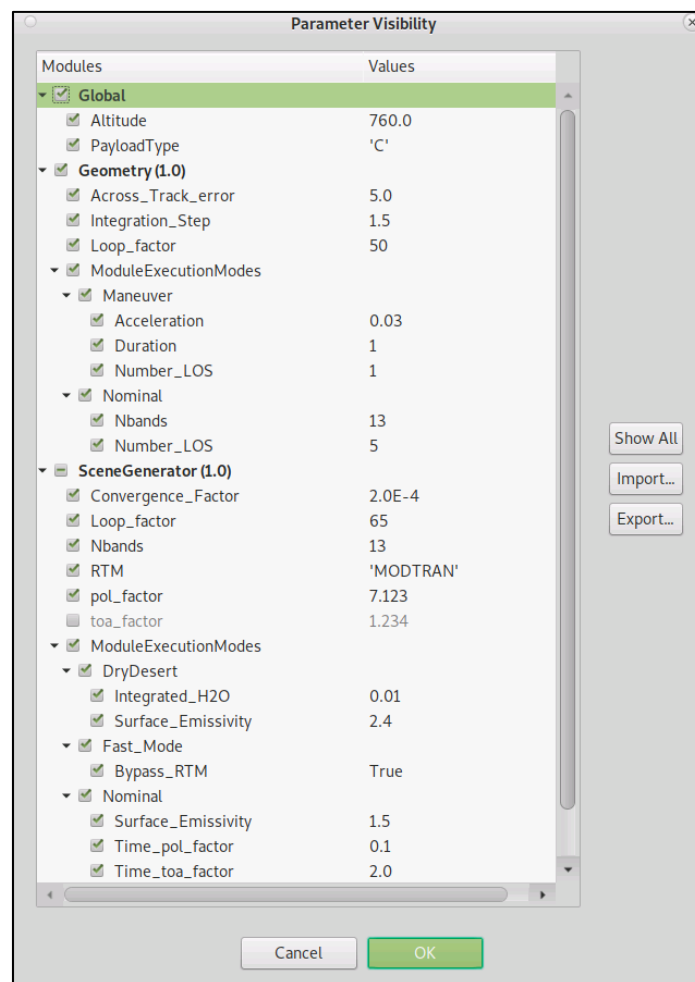 Parameter Visibility
Modules Values
Global
Altitude 760.0
PayloadType 'C'
Geometry (1.0)
Across_Track_error 5.0
Integration_Step 1.5
Loop_factor 50
ModuleExecutionModes
Maneuver
Acceleration 0.03
Duration 1
Number_LOS 1
Nominal
Nbands 13
Number_LOS 5
SceneGenerator (1.0)
Convergence_Factor 2.0E-4
Loop_factor 65
Nbands 13
RTM 'MODTRAN'
pol_factor 7.123
toa_factor 1.234
ModuleExecutionModes
DryDesert
Integrated_H2O 0.01
Surface_Emissivity 2.4
Fast_Mode
Bypass_RTM True
Nominal
Surface_Emissivity 1.5
Time_pol_factor 0.1
Time_toa_factor 2.0
Show All
Import...
Export...
Cancel OK